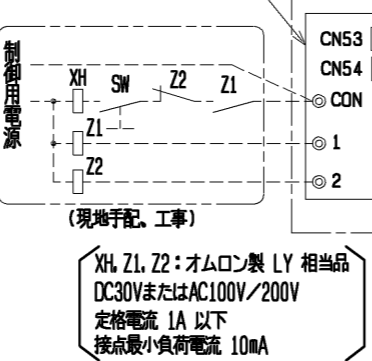 制御用電源
CN53
CN54
XH SW Z2 Z1
CON
Z1
1
Z2
2
(現地手配、工事)
XH, Z1, Z2:オムロン製 LY 相当品
DC30VまたはAC100V/200V
定格電流 1A 以下
接点最小負荷電流 10mA